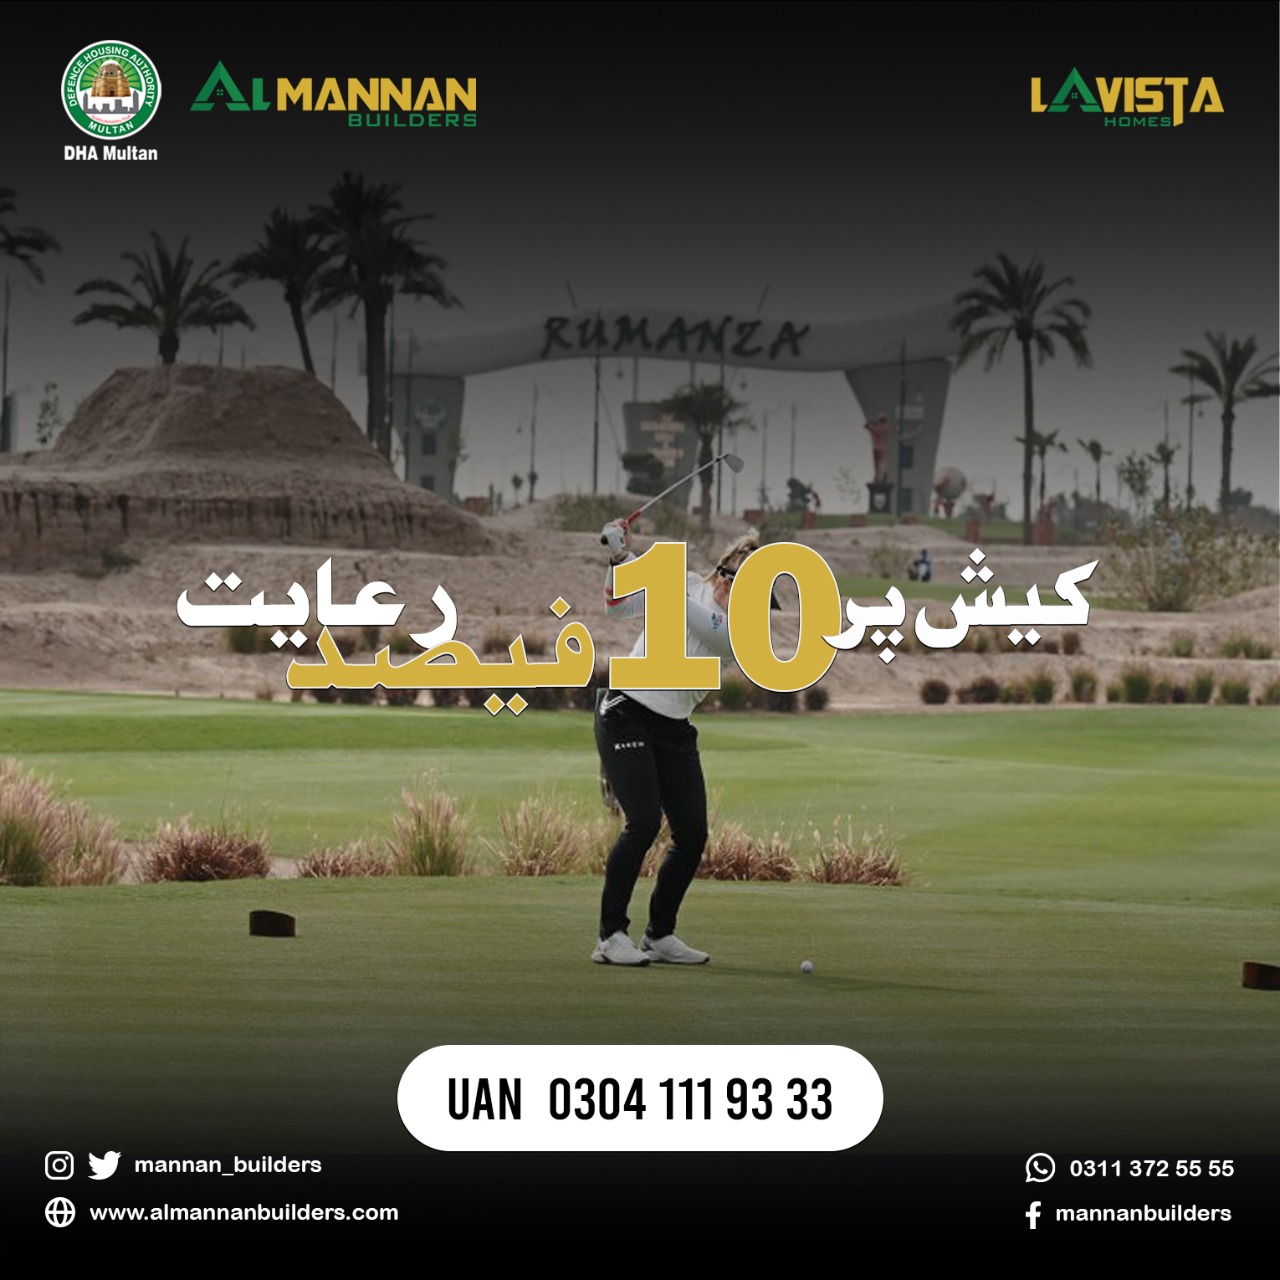 DEFENCE HOUSING AUTHORITY
MULTAN
DHA Multan
ALMANNAN
BUILDERS
LAVISTA
HOMES
RUMANZA
کیش پر 10 فیصد رعایت
UAN 0304 111 93 33
mannan_builders
www.almannanbuilders.com
0311 372 55 55
mannanbuilders